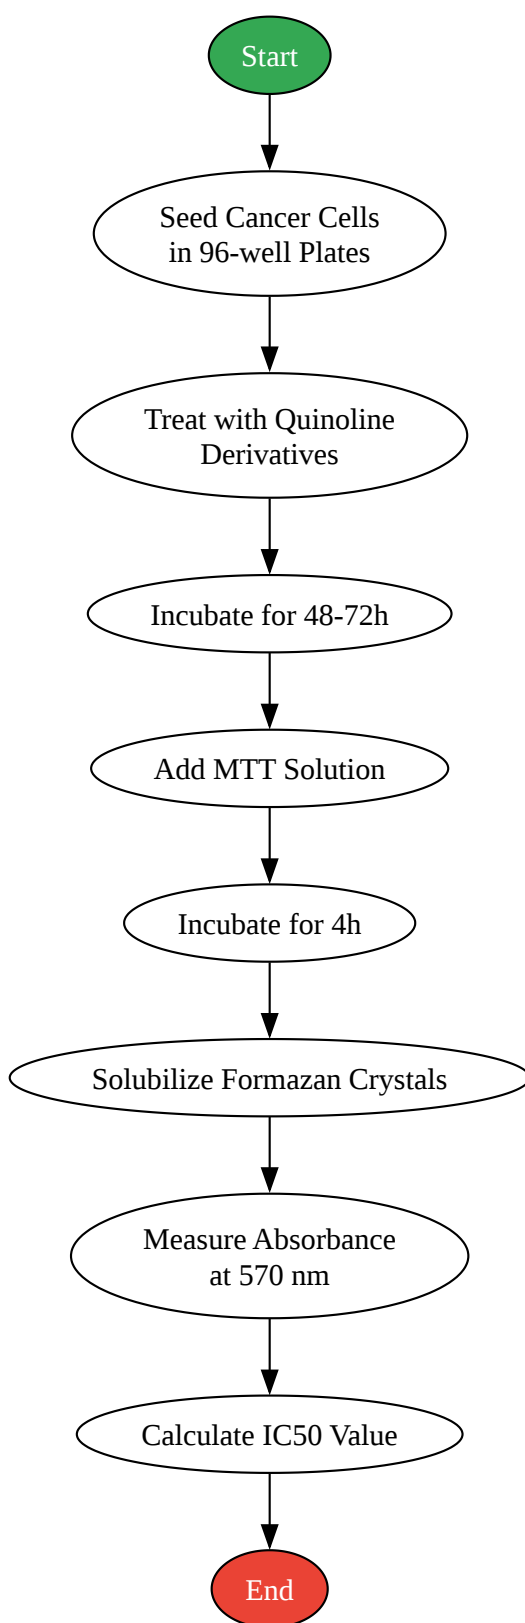 Start
Seed Cancer Cells
in 96-well Plates
Treat with Quinoline
Derivatives
Incubate for 48-72h
Add MTT Solution
Incubate for 4h
Solubilize Formazan Crystals
Measure Absorbance
at 570 nm
Calculate IC50 Value
End